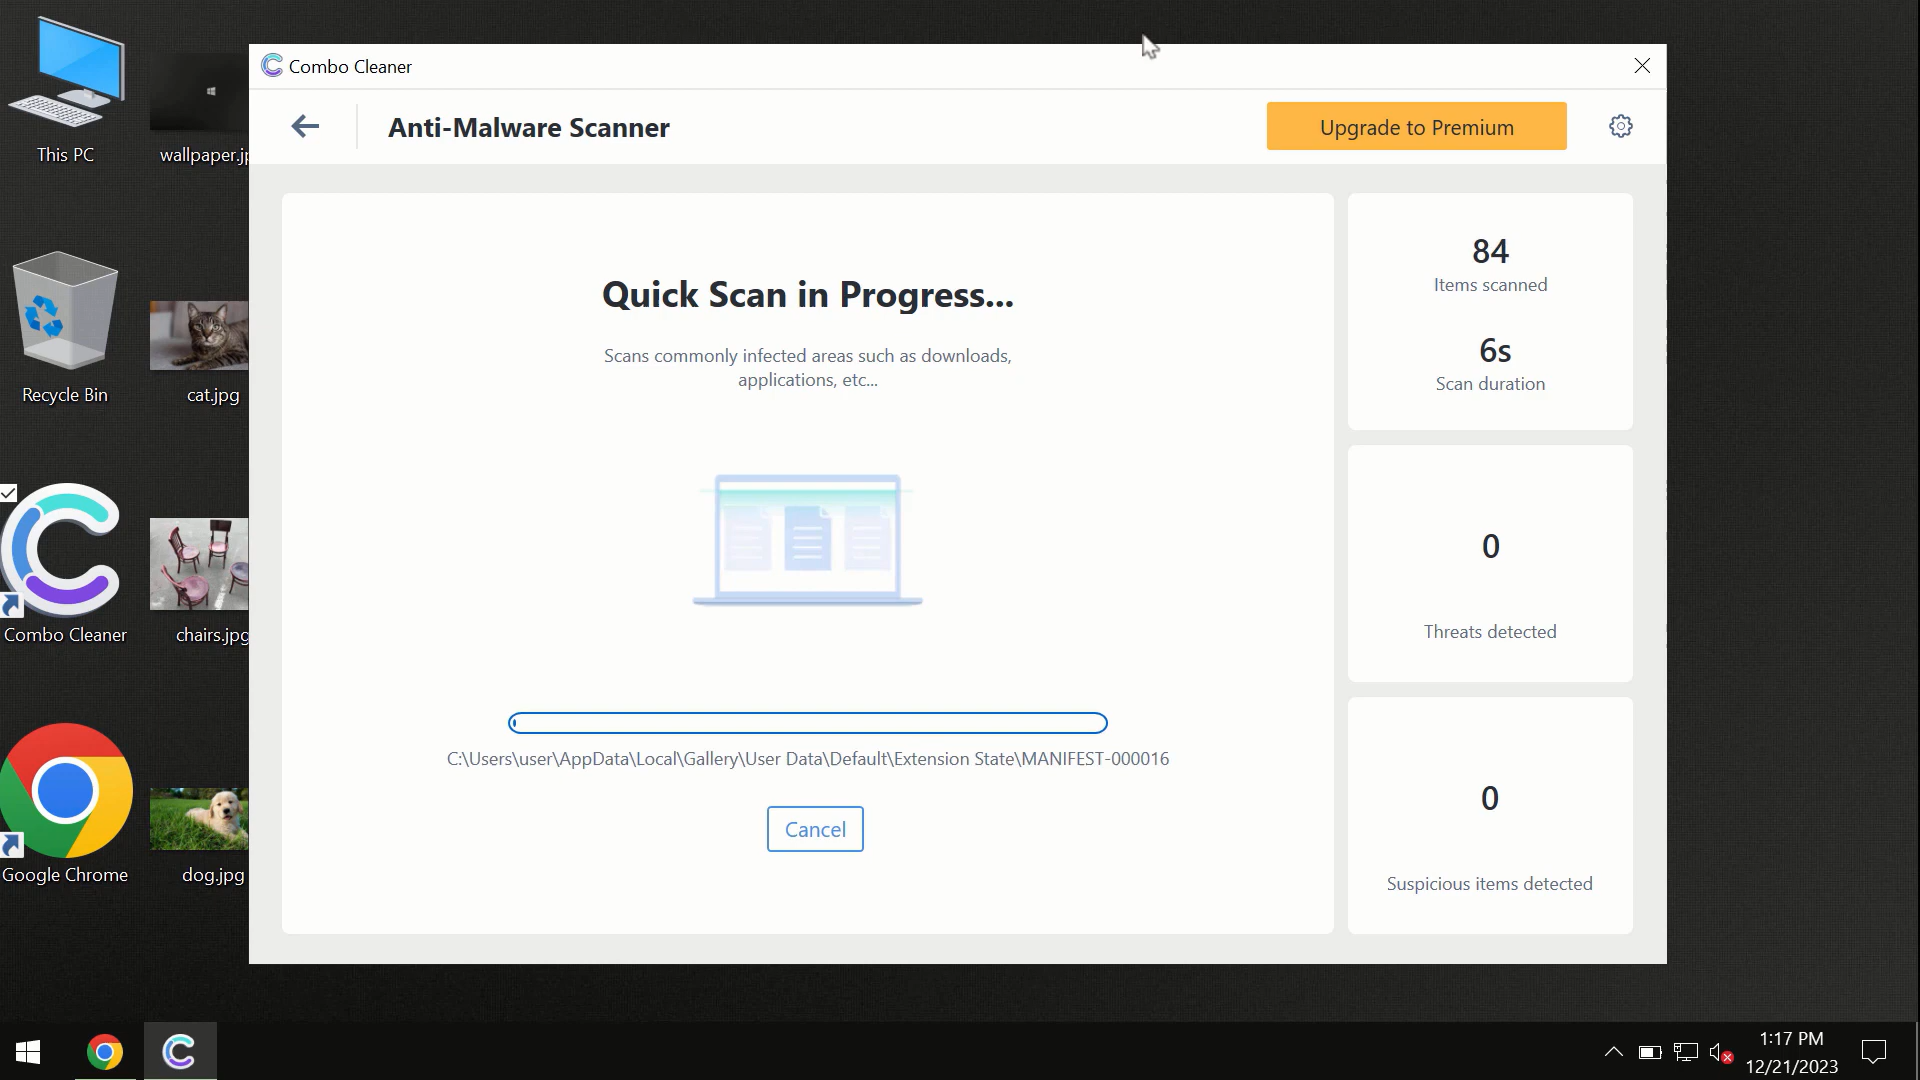 This PC
wallpaper.jp
Recycle Bin
cat.jpg
Combo Cleaner
chairs.jpg
Google Chrome
dog.jpg
Combo Cleaner
Anti-Malware Scanner
Upgrade to Premium
Quick Scan in Progress...
Scans commonly infected areas such as downloads,
applications, etc...
C:\Users\user\AppData\Local\Gallery\User Data\Default\Extension State\MANIFEST-000016
Cancel
84
Items scanned
6s
Scan duration
0
Threats detected
0
Suspicious items detected
1:17 PM
12/21/2023